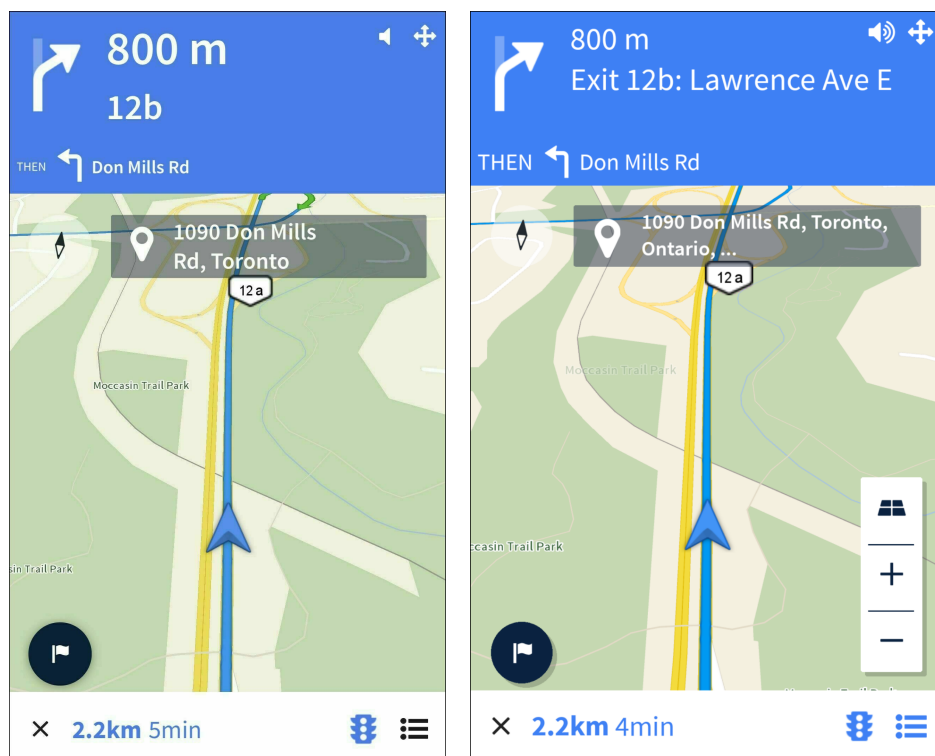 800 m
12b
THEN Don Mills Rd
1090 Don Mills
Rd, Toronto
12a
Moccasin Trail Park
sin Trail Park
2.2km 5min
800 m
Exit 12b: Lawrence Ave E
THEN Don Mills Rd
1090 Don Mills Rd, Toronto,
Ontario,...
12a
Moccasin Trail Park
ccasin Trail Park
2.2km 4min